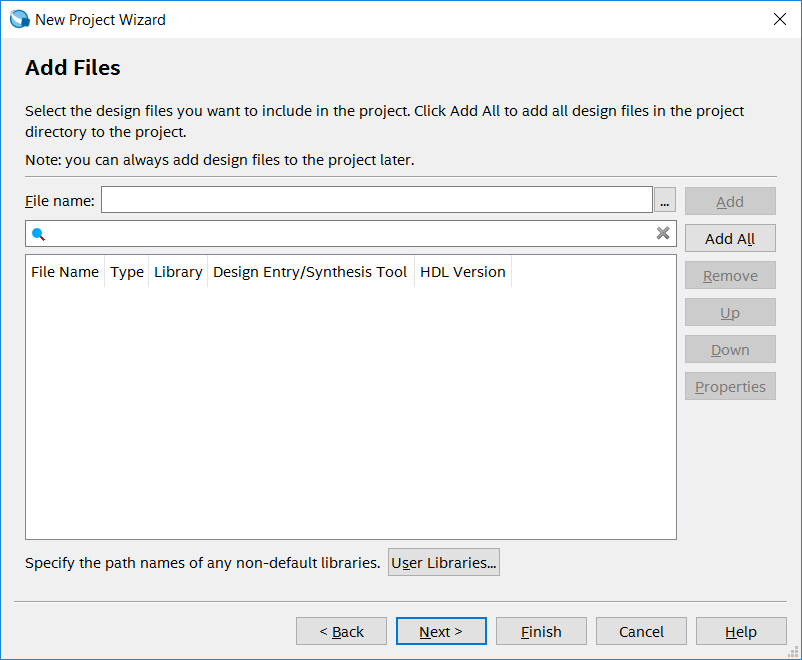 New Project Wizard
Add Files
Select the design files you want to include in the project. Click Add All to add all design files in the project
directory to the project.
Note: you can always add design files to the project later.
File name:
...
Add
Add All
File Name Type Library Design Entry/Synthesis Tool HDL Version
Remove
Up
Down
Properties
Specify the path names of any non-default libraries. User Libraries...
< Back Next > Finish Cancel Help